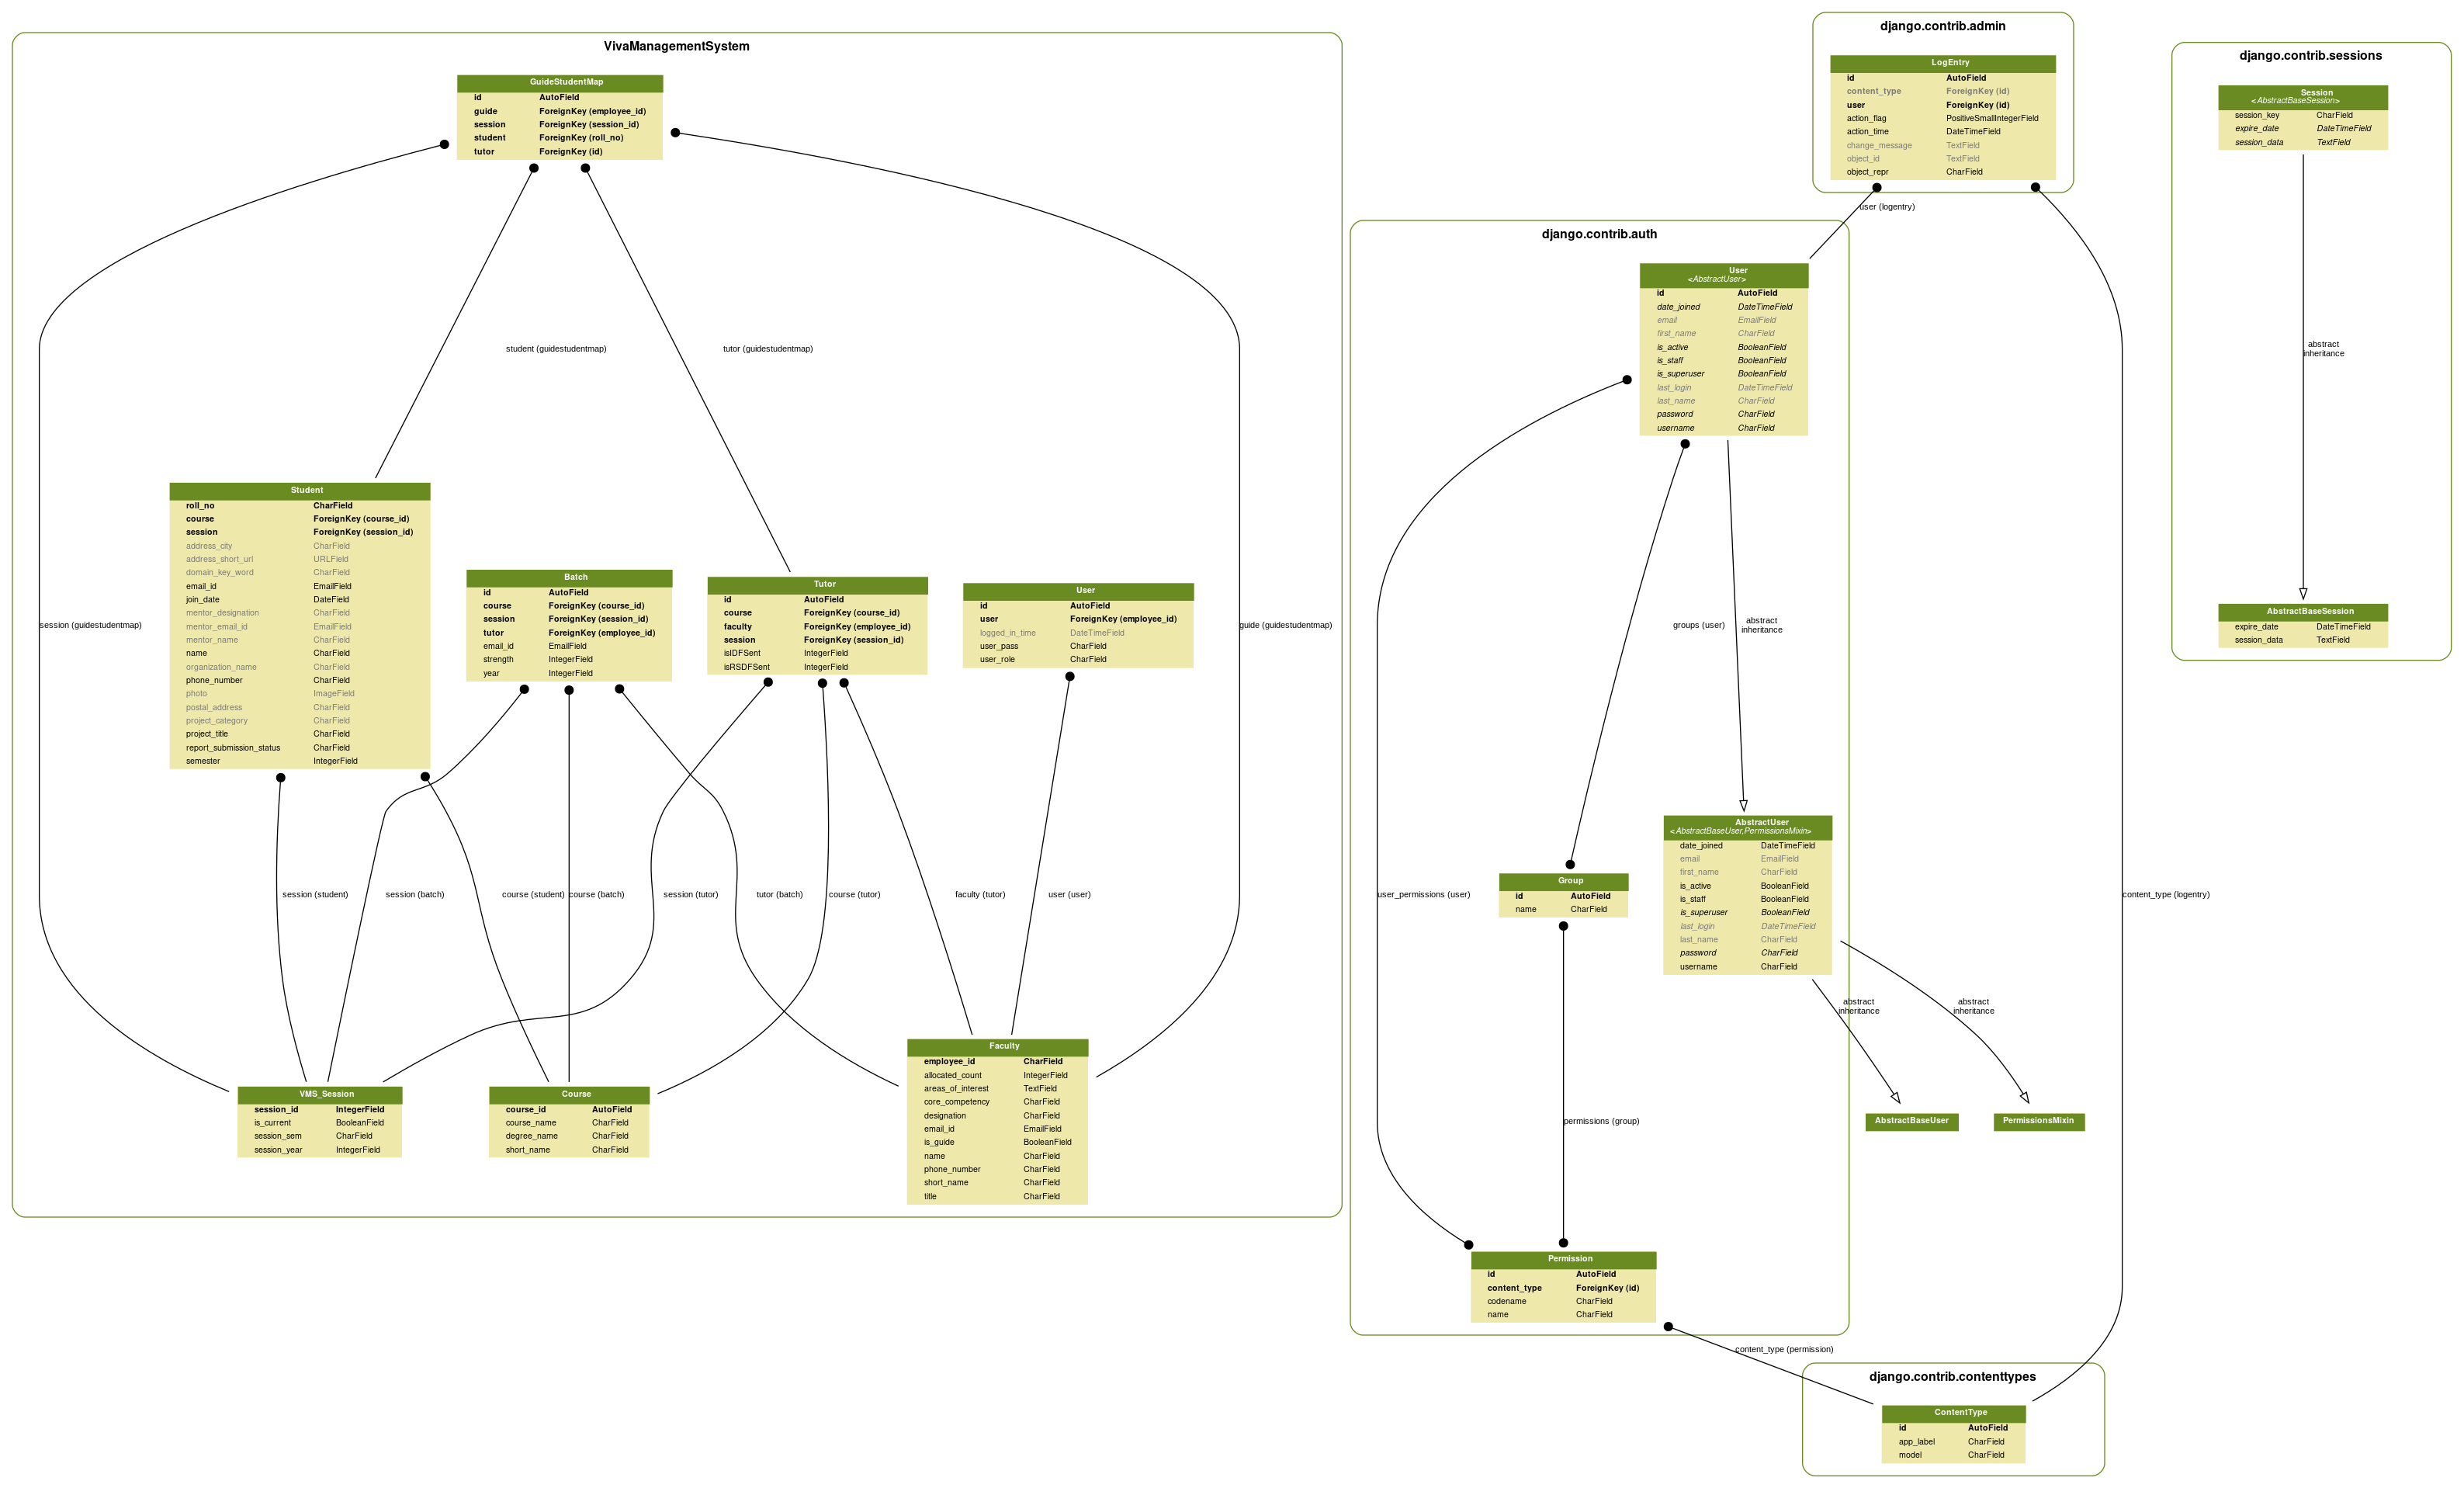 VivaManagementSystem
GuideStudentMap
id AutoField
guide ForeignKey (employee_id)
session ForeignKey (session_id)
student ForeignKey (roll_no)
tutor ForeignKey (id)
student (guidestudentmap)
tutor (guidestudentmap)
session (guidestudentmap)
guide (guidestudentmap)
Student
roll_no CharField
course ForeignKey (course_id)
session ForeignKey (session_id)
address_city CharField
address_short_url URLField
domain_key_word CharField
email_id EmailField
join_date DateField
mentor_designation CharField
mentor_email_id EmailField
mentor_name CharField
name CharField
organization_name CharField
phone_number CharField
photo ImageField
postal_address CharField
project_category CharField
project_title CharField
report_submission_status CharField
semester IntegerField
Batch
id AutoField
course ForeignKey (course_id)
session ForeignKey (session_id)
tutor ForeignKey (employee_id)
email_id EmailField
strength IntegerField
year IntegerField
Tutor
id AutoField
course ForeignKey (course_id)
faculty ForeignKey (employee_id)
session ForeignKey (session_id)
isIDFSent IntegerField
isRSDFSent IntegerField
User
id AutoField
user ForeignKey (employee_id)
logged_in_time DateTimeField
user_pass CharField
user_role CharField
session (student)
session (batch)
course (student)
course (batch)
session (tutor)
tutor (batch)
course (tutor)
faculty (tutor)
user (user)
VMS_Session
session_id IntegerField
is_current BooleanField
session_sem CharField
session_year IntegerField
Course
course_id AutoField
course_name CharField
degree_name CharField
short_name CharField
Faculty
employee_id CharField
allocated_count IntegerField
areas_of_interest TextField
core_competency CharField
designation CharField
email_id EmailField
is_guide BooleanField
name CharField
phone_number CharField
short_name CharField
title CharField
django.contrib.admin
LogEntry
id AutoField
content_type ForeignKey (id)
user ForeignKey (id)
action_flag PositiveSmallIntegerField
action_time DateTimeField
change_message TextField
object_id TextField
object_repr CharField
user (logentry)
content_type (logentry)
django.contrib.auth
User
<AbstractUser>
id AutoField
date_joined DateTimeField
email EmailField
first_name CharField
is_active BooleanField
is_staff BooleanField
is_superuser BooleanField
last_login DateTimeField
last_name CharField
password CharField
username CharField
groups (user)
abstract
inheritance
user_permissions (user)
Group
id AutoField
name CharField
AbstractUser
<AbstractBaseUser,PermissionsMixin>
date_joined DateTimeField
email EmailField
first_name CharField
is_active BooleanField
is_staff BooleanField
is_superuser BooleanField
last_login DateTimeField
last_name CharField
password CharField
username CharField
abstract
inheritance
abstract
inheritance
AbstractBaseUser
PermissionsMixin
permissions (group)
Permission
id AutoField
content_type ForeignKey (id)
codename CharField
name CharField
content_type (permission)
django.contrib.contenttypes
ContentType
id AutoField
app_label CharField
model CharField
django.contrib.sessions
Session
<AbstractBaseSession>
session_key CharField
expire_date DateTimeField
session_data TextField
abstract
inheritance
AbstractBaseSession
expire_date DateTimeField
session_data TextField